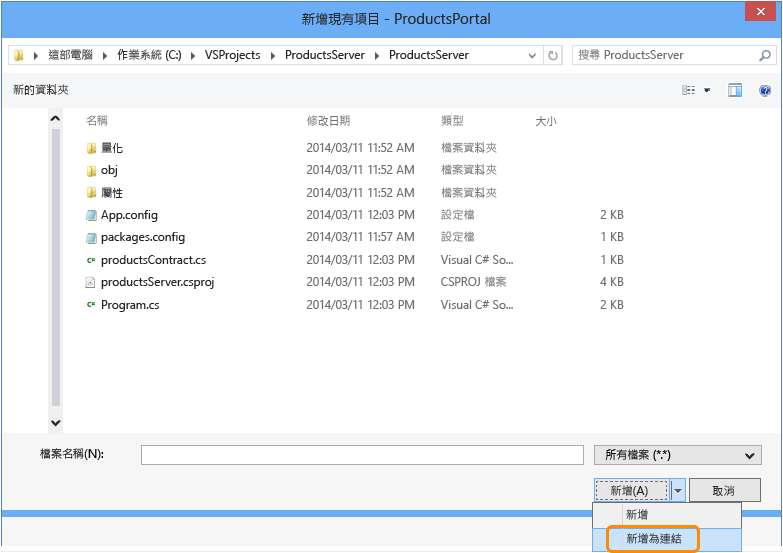 新增現有項目 - ProductsPortal
這部電腦 作業系統 (C:) VSProjects ProductsServer ProductsServer 搜尋 ProductsServer
新的資料夾
名稱 修改日期 類型 大小
量化 2014/03/11 11:52 AM 檔案資料夾
obj 2014/03/11 11:52 AM 檔案資料夾
屬性 2014/03/11 11:52 AM 檔案資料夾
App.config 2014/03/11 12:03 PM 設定檔 2 KB
packages.config 2014/03/11 11:57 AM 設定檔 1 KB
productsContract.cs 2014/03/11 12:03 PM Visual C# So... 1 KB
productsServer.csproj 2014/03/11 12:03 PM CSPROJ 檔案 4 KB
Program.cs 2014/03/11 12:03 PM Visual C# So... 2 KB
檔案名稱(N): 所有檔案 (*.*)
新增(A) 取消
新增
新增為連結